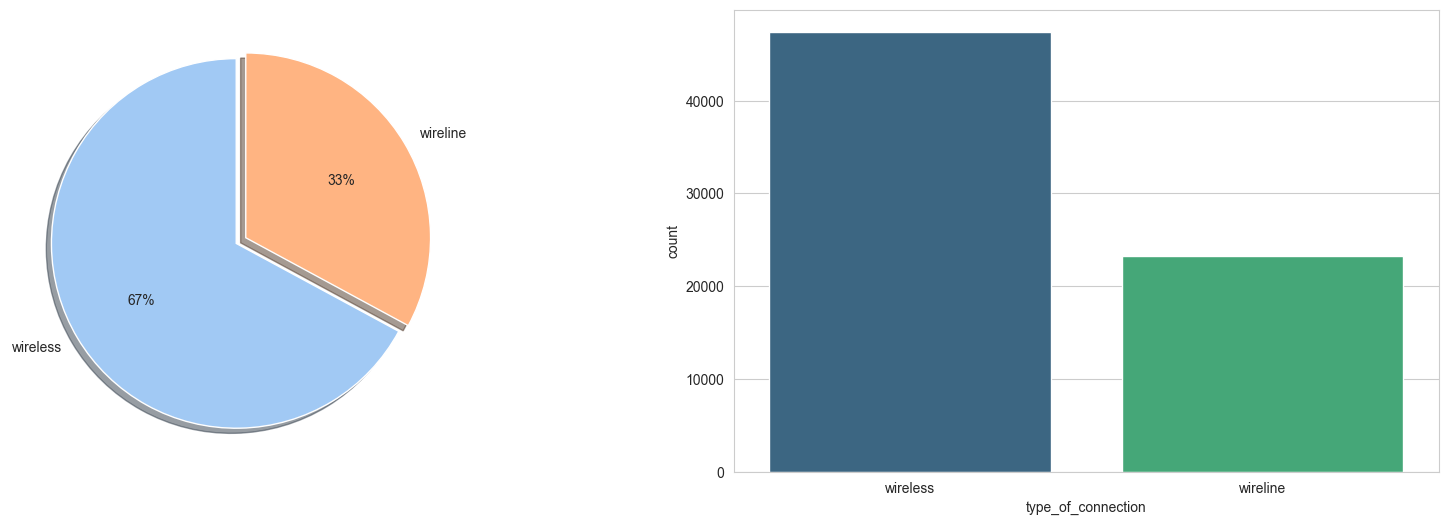 wireline
33%
67%
wireless
count
40000
30000
20000
10000
0
wireless
wireline
type_of_connection